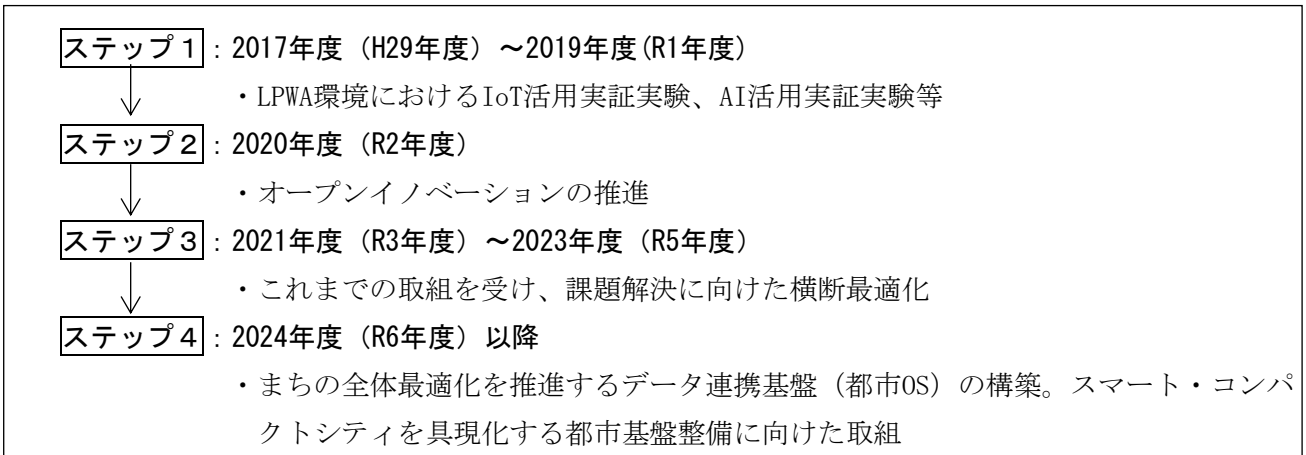 ステップ1：2017年度（H29年度）～2019年度(R1年度)
・LPWA環境におけるIoT活用実証実験、AI活用実証実験等
ステップ2：2020年度（R2年度）
・オープンイノベーションの推進
ステップ3：2021年度（R3年度）～2023年度（R5年度）
・これまでの取組を受け、課題解決に向けた横断最適化
ステップ4：2024年度（R6年度）以降
・まちの全体最適化を推進するデータ連携基盤（都市OS）の構築。スマート・コンパ
クトシティを具現化する都市基盤整備に向けた取組